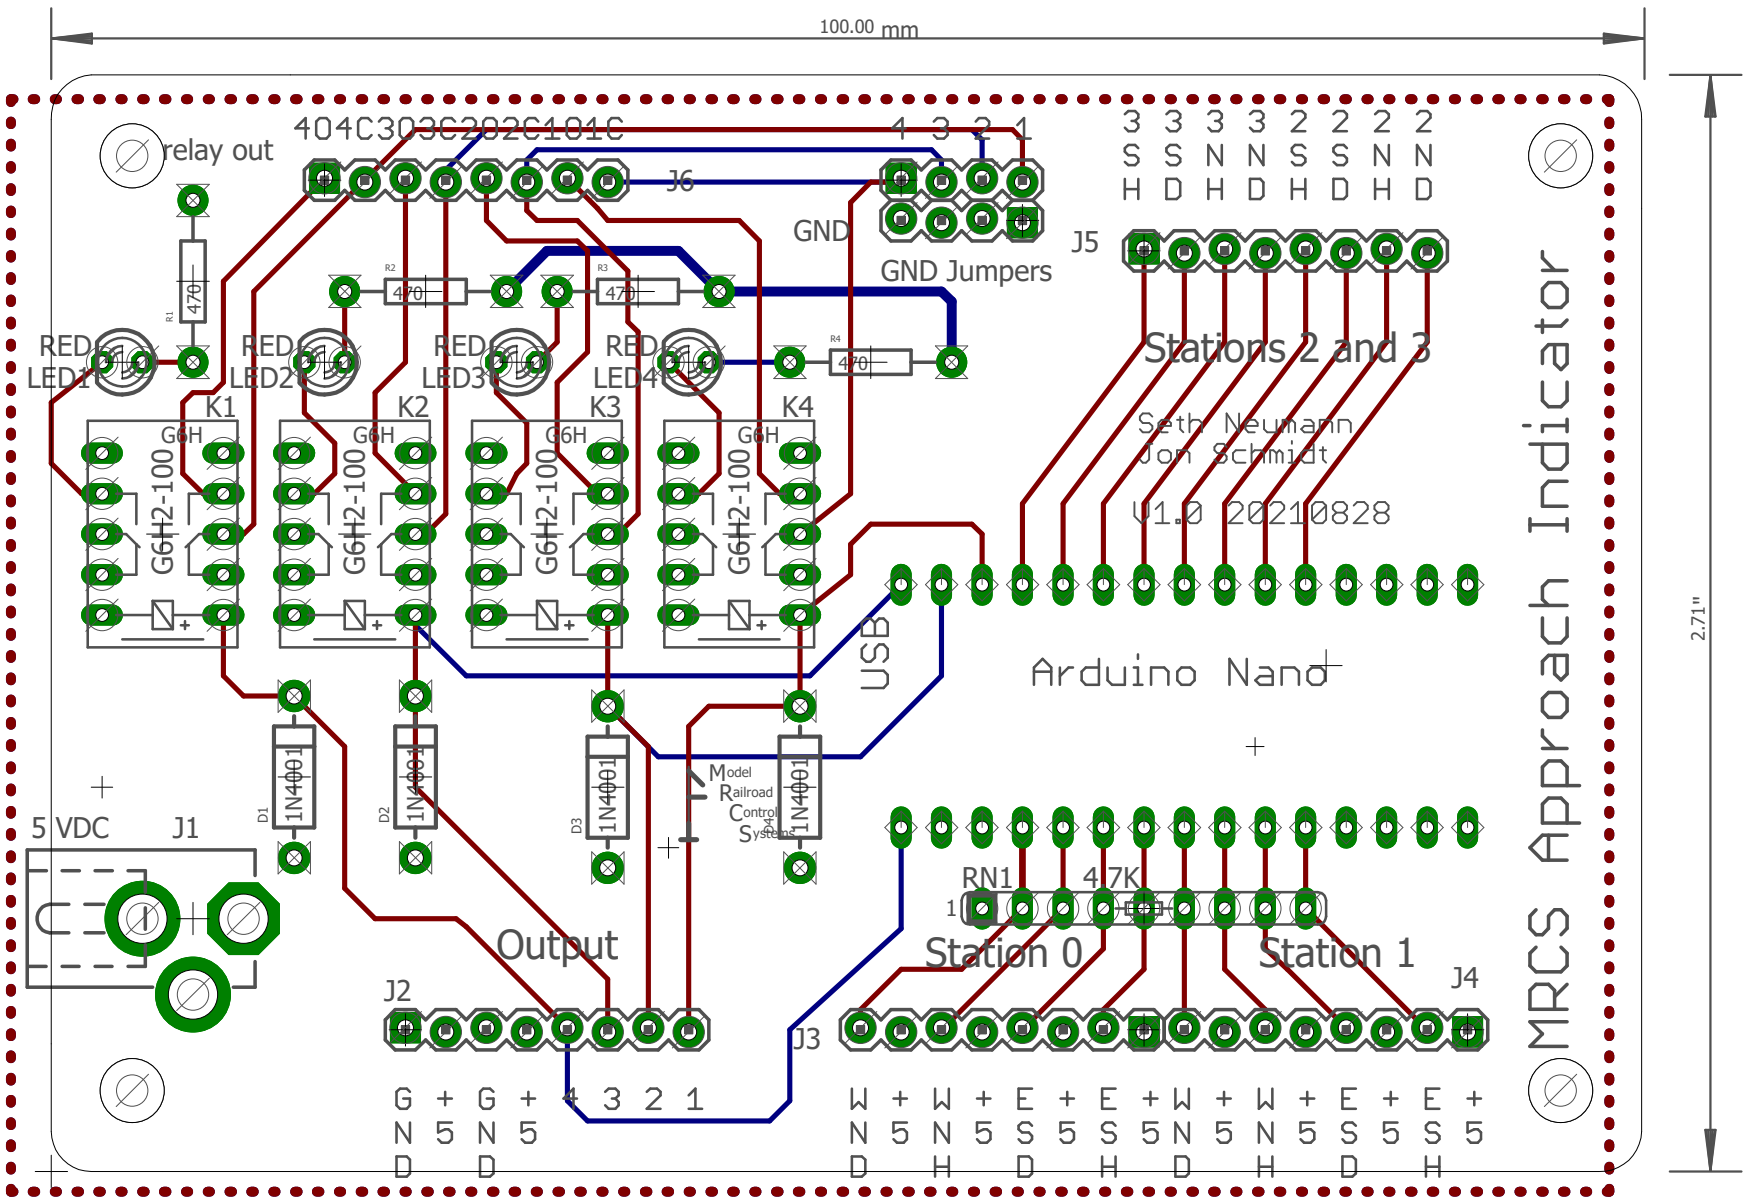 100.00 mm
4O4C3O3C2O2C1O1C
4 3 2 1
3 3 3 3 2 2 2 2
S S N N S S N N
H D H D H D H D
relay out
J6
GND
J5
GND Jumpers
R1
470
R2
470
R3
470
R4
470
RED
LED1
RED
LED2
RED
LED3
RED
LED4
Stations 2 and 3
K1
G6H
G6H2-100
K2
G6H
G6H2-100
K3
G6H
G6H2-100
K4
G6H
G6H2-100
Seth Neumann
Jon Schmidt
V1.0 20210828
MRCS Approach Indicator
2.71"
USB
Arduino Nano
D1
1N4001
D2
1N4001
D3
1N4001
D4
1N4001
Model
Railroad
Control
Systems
5 VDC
J1
RN1
4.7K
1
Output
Station 0
Station 1
J2
J3
J4
G + G + 4 3 2 1
N 5 N 5
D D
W + W + E + E + W + W + E + E +
N 5 N 5 S 5 S 5 N 5 N 5 S 5 S 5
D H D H D H D H